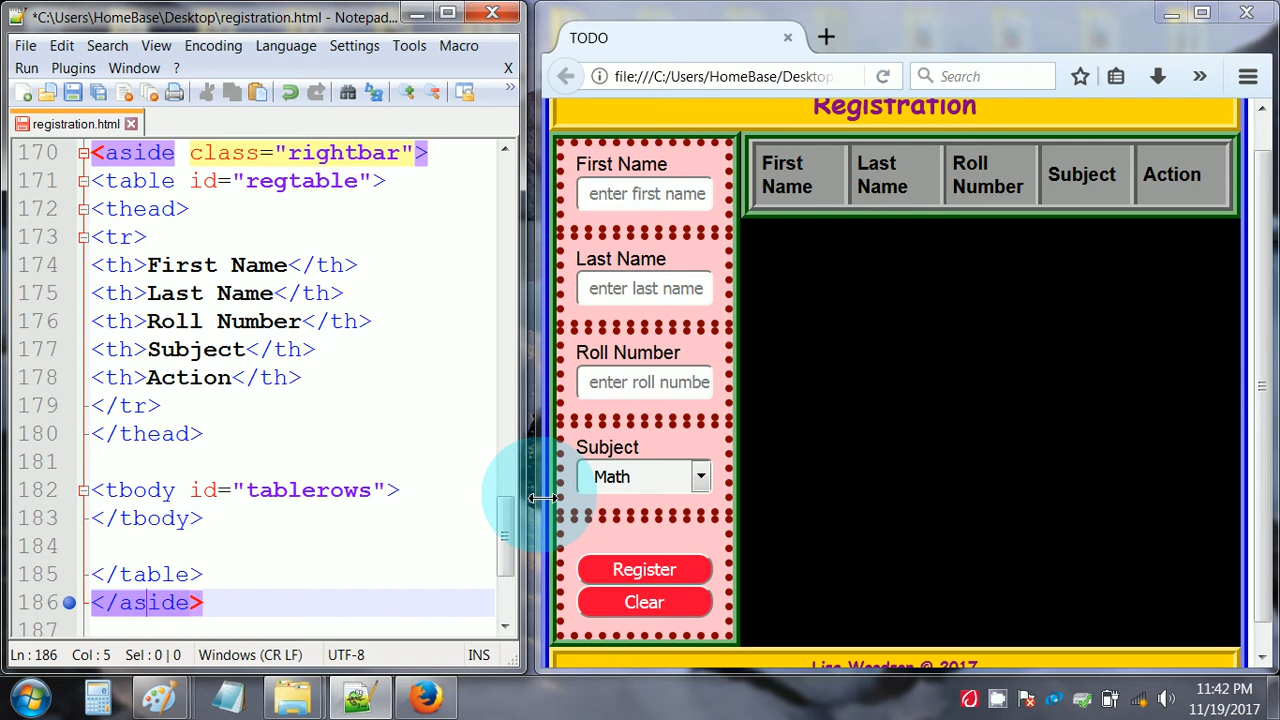 *C:\Users\HomeBase\Desktop\registration.html - Notepad...
File Edit Search View Encoding Language Settings Tools Macro
Run Plugins Window ? X
registration.html
170 <aside class="rightbar">
171 <table id="regtable">
172 <thead>
173 <tr>
174 <th>First Name</th>
175 <th>Last Name</th>
176 <th>Roll Number</th>
177 <th>Subject</th>
178 <th>Action</th>
179 </tr>
180 </thead>
181
182 <tbody id="tablerows">
183 </tbody>
184
185 </table>
186 </aside>
187
Ln : 186 Col : 5 Sel : 0 | 0 Windows (CR LF) UTF-8 INS
TODO
file:///C:/Users/HomeBase/Desktop
Search
Registration
First Name
enter first name
Last Name
enter last name
Roll Number
enter roll numbe
Subject
Math
Register
Clear
First Name Last Name Roll Number Subject Action
© 2017
11:42 PM
11/19/2017